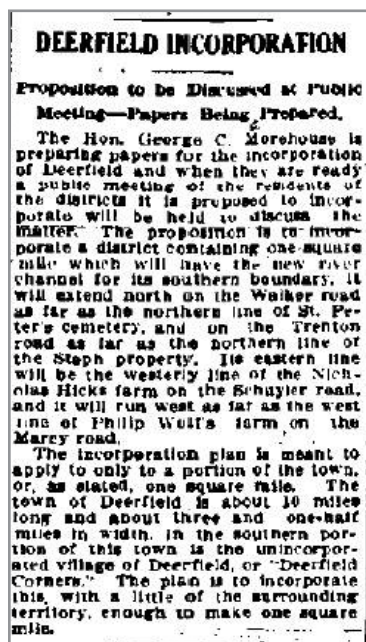 DEERFIELD INCORPORATION
Proposition to be Discussed at Public
Meeting—Papers Being Prepared.
The Hon. George C. Morehouse is
preparing papers for the incorporation
of Deerfield and when they are ready
a public meeting of the residents of
the districts it is proposed to incor-
porate will be held to discuss the
matter. The proposition is to incor-
porate a district containing one-square
mile which will have the new river
channel for its southern boundary. It
will extend north on the Walker road
as far as the northern line of St. Pe-
ter's cemetery, and on the Trenton
road as far as the northern line of
the Steph property. Its eastern line
will be the westerly line of the Nich-
olas Hicks farm on the Schuyler road,
and it will run west as far as the west
line of Philip Wolf's farm on the
Marcy road.
The incorporation plan is meant to
apply to only to a portion of the town,
or, as stated, one square mile. The
town of Deerfield is about 10 miles
long and about three and one-half
miles in width. In the southern por-
tion of this town is the unincorpor-
ated village of Deerfield, or "Deerfield
Corners." The plan is to incorporate
this, with a little of the surrounding
territory, enough to make one square
mile.